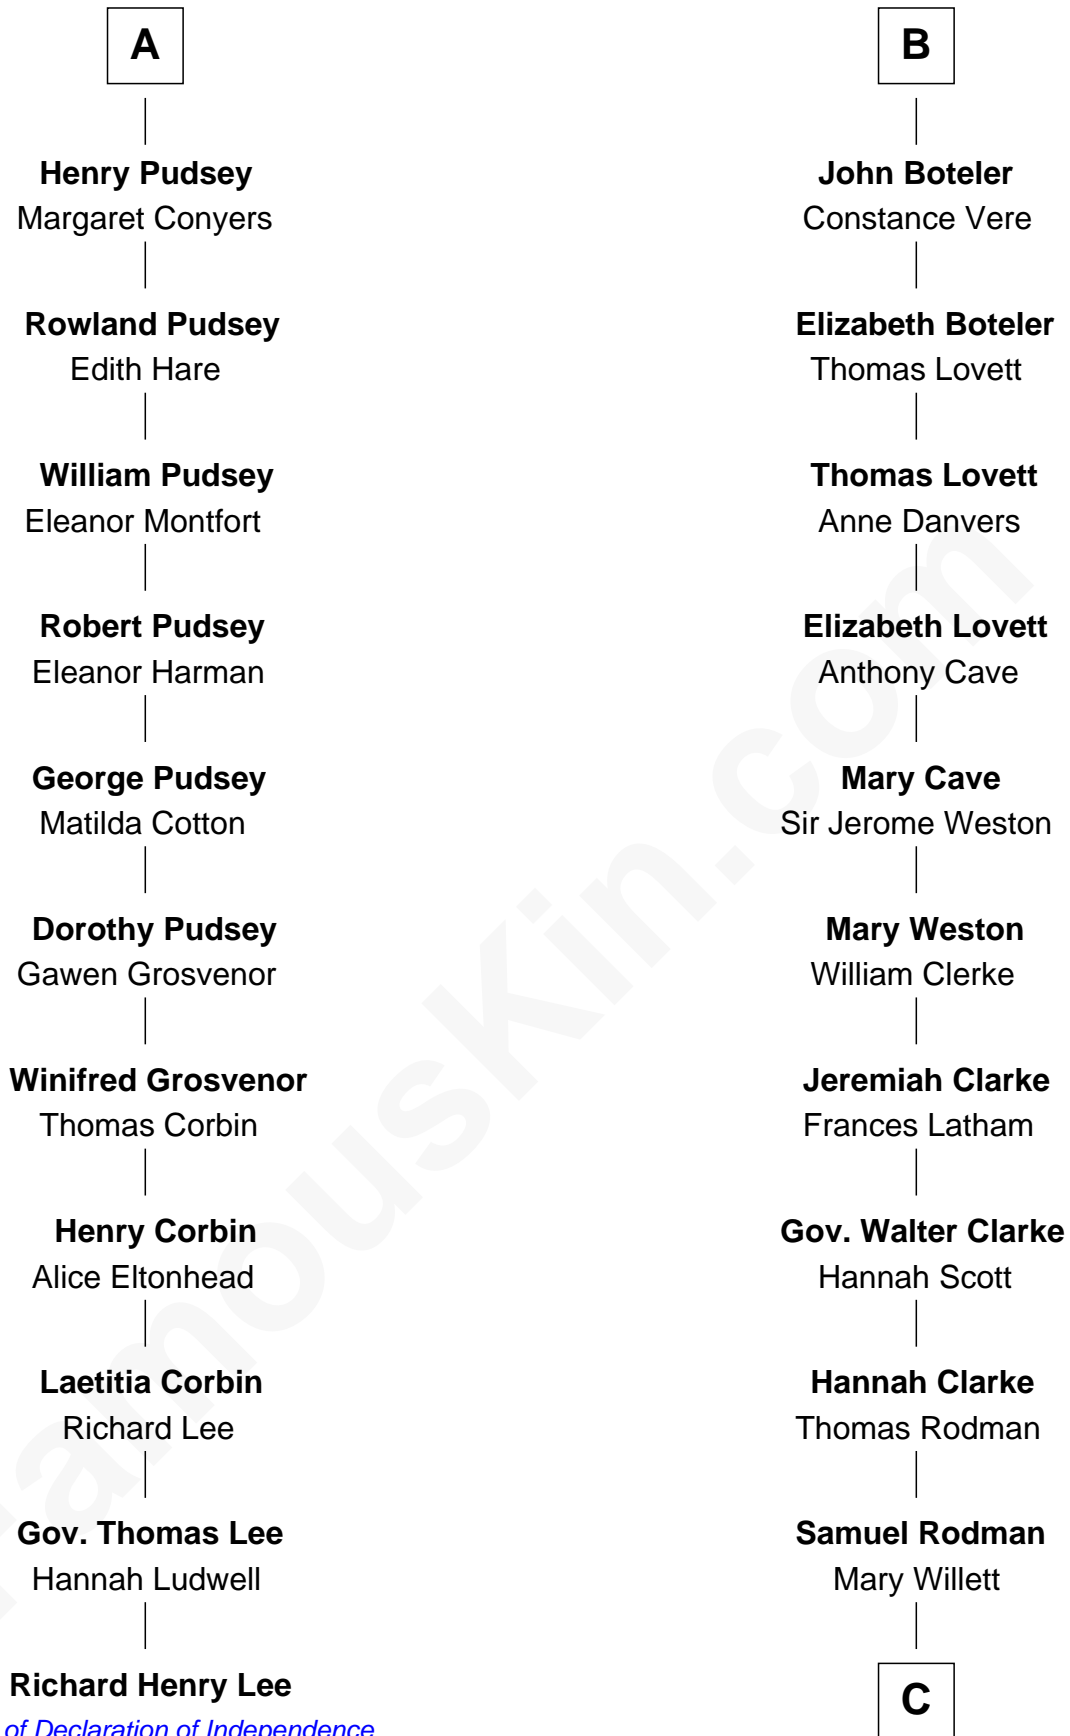 A
Henry Pudsey
Margaret Conyers
Rowland Pudsey
Edith Hare
William Pudsey
Eleanor Montfort
Robert Pudsey
Eleanor Harman
George Pudsey
Matilda Cotton
Dorothy Pudsey
Gawen Grosvenor
Winifred Grosvenor
Thomas Corbin
Henry Corbin
Alice Eltonhead
Laetitia Corbin
Richard Lee
Gov. Thomas Lee
Hannah Ludwell
Richard Henry Lee
of Declaration of Independence
B
John Boteler
Constance Vere
Elizabeth Boteler
Thomas Lovett
Thomas Lovett
Anne Danvers
Elizabeth Lovett
Anthony Cave
Mary Cave
Sir Jerome Weston
Mary Weston
William Clerke
Jeremiah Clarke
Frances Latham
Gov. Walter Clarke
Hannah Scott
Hannah Clarke
Thomas Rodman
Samuel Rodman
Mary Willett
C
FamousKin.com